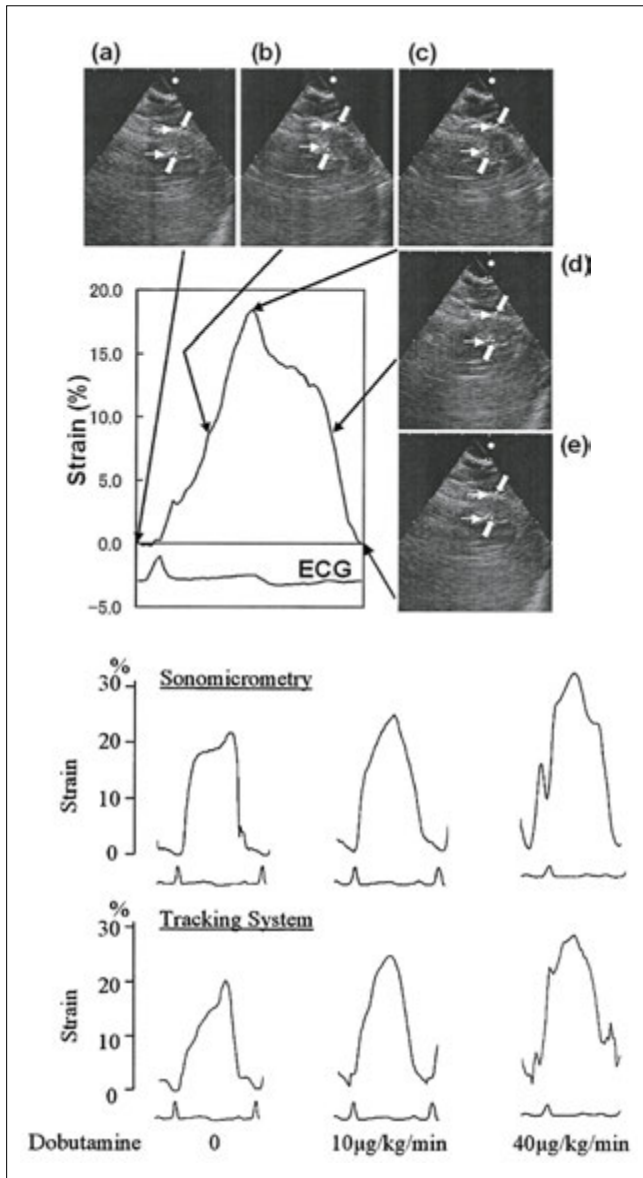 (a) (b) (c)
(d)
(e)
20.0
15.0
10.0
5.0
0.0
-5.0
Strain (%)
ECG
% Sonomicrometry
30
20
10
0
Strain
% Tracking System
30
20
10
0
Strain
Dobutamine 0 10μg/kg/min 40μg/kg/min